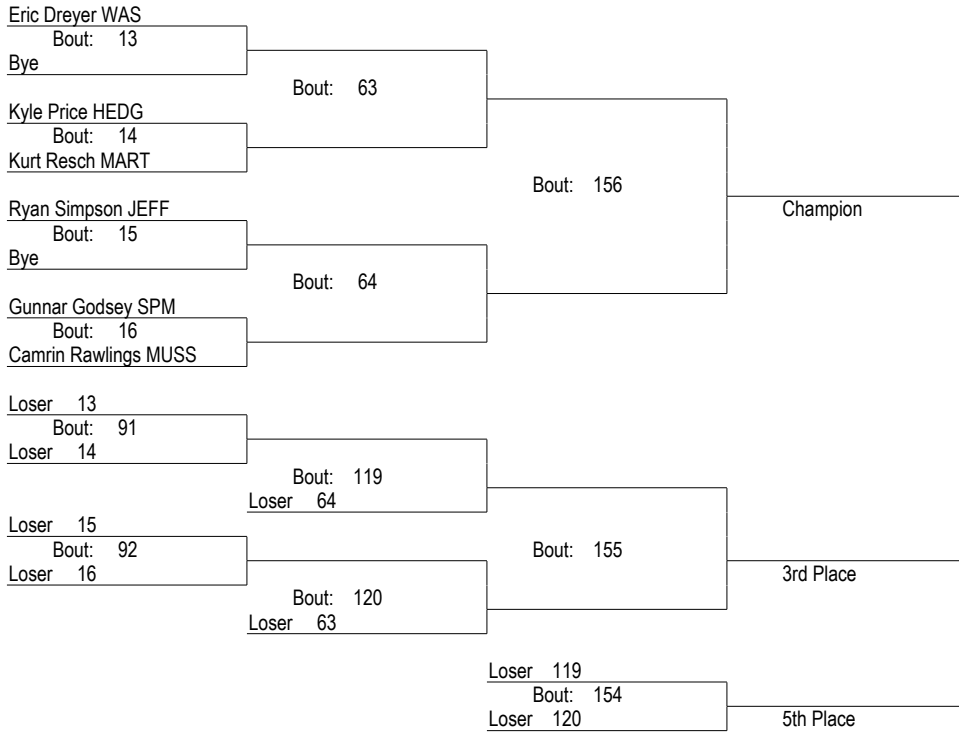 Eric Dreyer WAS
Bout: 13
Bye
Bout: 63
Kyle Price HEDG
Bout: 14
Kurt Resch MART
Bout: 156
Ryan Simpson JEFF
Champion
Bout: 15
Bye
Bout: 64
Gunnar Godsey SPM
Bout: 16
Camrin Rawlings MUSS
Loser 13
Bout: 91
Loser 14
Bout: 119
Loser 64
Loser 15
Bout: 92
Bout: 155
Loser 16
3rd Place
Bout: 120
Loser 63
Loser 119
Bout: 154
Loser 120
5th Place